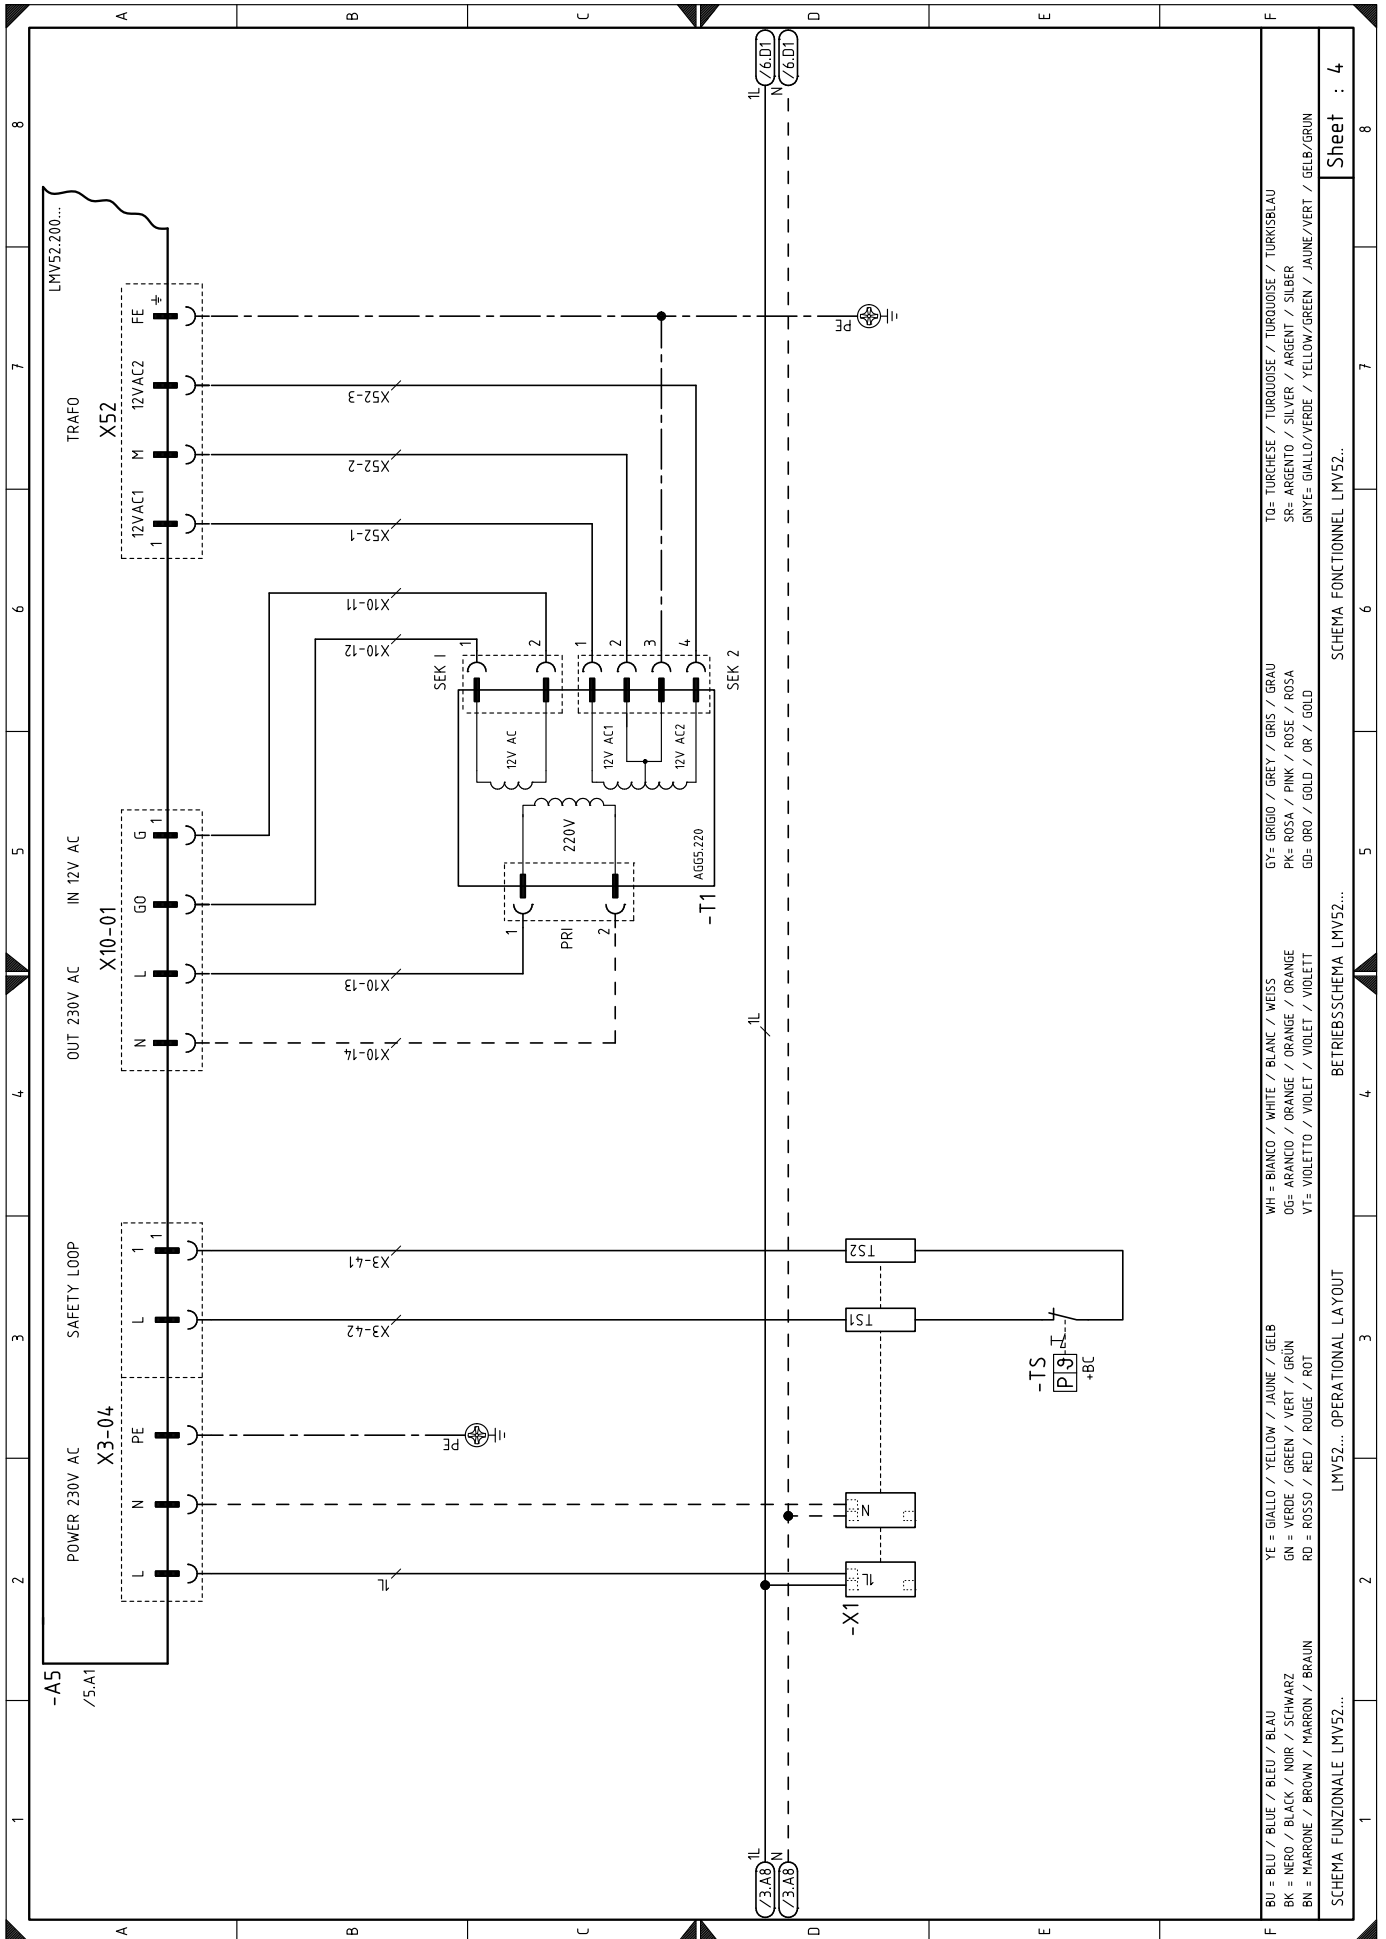 1 2 3 4 5 6 7 8
A
B
C
D
E
F
-A5
/5.A1
LMV52.200...
POWER 230V AC
SAFETY LOOP
OUT 230V AC
IN 12V AC
TRAFO
X3-04
X10-01
X52
L N PE L 1
1
N L GO G
1
12VAC1 M 12VAC2 FE
1
1L
X3-42
X3-41
X10-14
X10-13
X10-12
X10-11
X52-1
X52-2
X52-3
PE
SEK 1
1
2
1
2
3
4
SEK 2
12V AC
12V AC1
12V AC2
220V
AGG5.220
1
PRI
2
-T1
/3.A8 1L
1L
1L /6.D1
/3.A8 N
N /6.D1
PE
-X1
1L
N
TS1
TS2
-TS
P ϑ
+BC
BU = BLU / BLUE / BLEU / BLAU
BK = NERO / BLACK / NOIR / SCHWARZ
BN = MARRONE / BROWN / MARRON / BRAUN
YE = GIALLO / YELLOW / JAUNE / GELB
GN = VERDE / GREEN / VERT / GRÜN
RD = ROSSO / RED / ROUGE / ROT
WH = BIANCO / WHITE / BLANC / WEISS
OG= ARANCIO / ORANGE / ORANGE / ORANGE
VT= VIOLETTO / VIOLET / VIOLET / VIOLETT
GY= GRIGIO / GREY / GRIS / GRAU
PK= ROSA / PINK / ROSE / ROSA
GD= ORO / GOLD / OR / GOLD
TQ= TURCHESE / TURQUOISE / TURQUOISE / TURKISBLAU
SR= ARGENTO / SILVER / ARGENT / SILBER
GNYE= GIALLO/VERDE / YELLOW/GREEN / JAUNE/VERT / GELB/GRUN
SCHEMA FUNZIONALE LMV52...
LMV52... OPERATIONAL LAYOUT
BETRIEBSSCHEMA LMV52...
SCHEMA FONCTIONNEL LMV52..
Sheet : 4
1 2 3 4 5 6 7 8
A
B
C
D
E
F